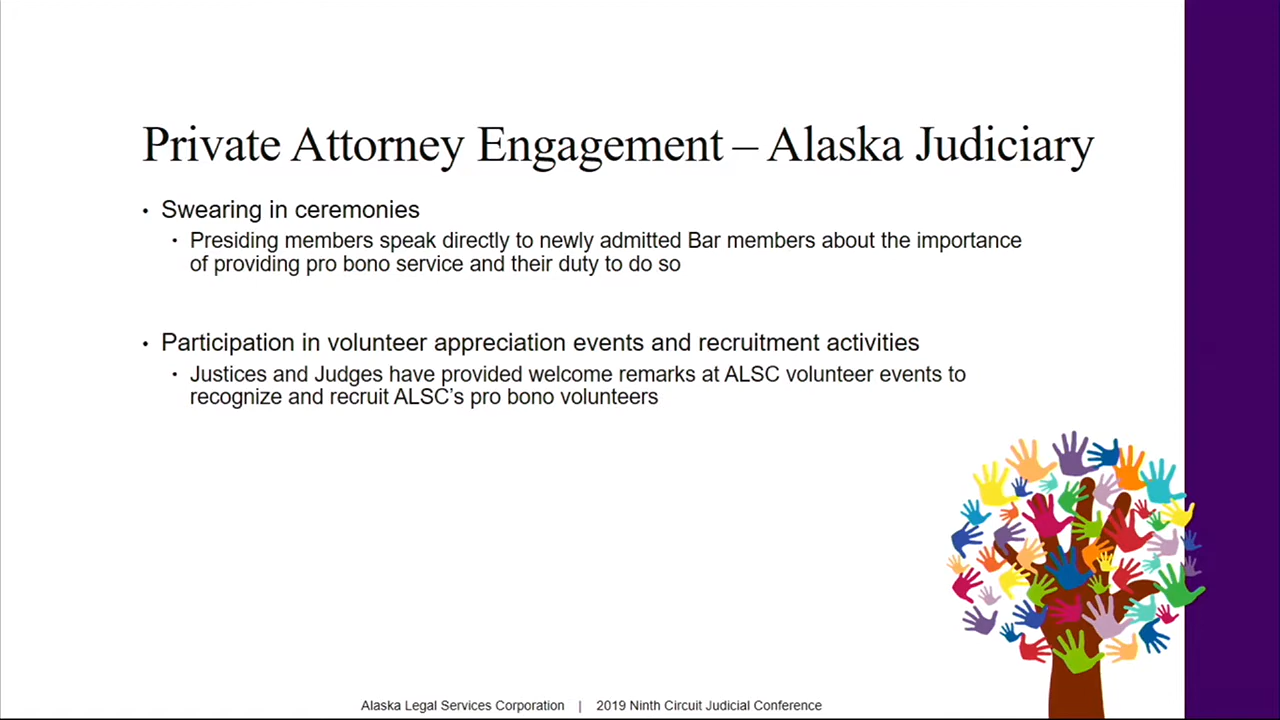 Private Attorney Engagement – Alaska Judiciary
• Swearing in ceremonies
• Presiding members speak directly to newly admitted Bar members about the importance
of providing pro bono service and their duty to do so
• Participation in volunteer appreciation events and recruitment activities
• Justices and Judges have provided welcome remarks at ALSC volunteer events to
recognize and recruit ALSC’s pro bono volunteers
Alaska Legal Services Corporation | 2019 Ninth Circuit Judicial Conference